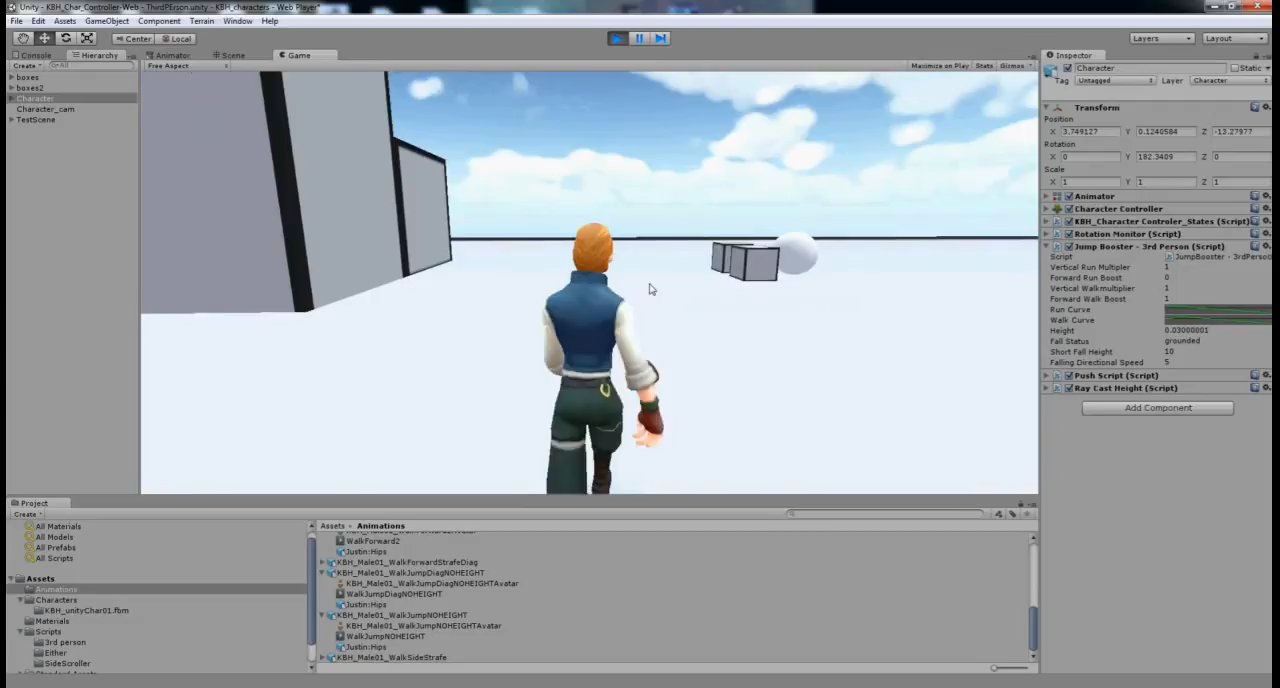 Unity - KBH_Char_Controller-Web - ThirdPErson.unity - KBH_characters - Web Player*
File Edit Assets GameObject Component Terrain Window Help
Center Local Layers Layout
Console Hierarchy Animator Scene Game Inspector
Create All Free Aspect Maximize on Play Stats Gizmos
boxes
boxes2
Character
Character_cam
TestScene
Character Static
Tag Untagged Layer Character
Transform
Position
X 3.749127 Y 0.1240584 Z -13.27977
Rotation
X 0 Y 182.3409 Z 0
Scale
X 1 Y 1 Z 1
Animator
Character Controller
KBH_Character Controler_States (Script)
Rotation Monitor (Script)
Jump Booster - 3rd Person (Script)
Script JumpBooster - 3rdPerso
Vertical Run Multipler 1
Forward Run Boost 0
Vertical Walkmultiplier 1
Forward Walk Boost 1
Run Curve
Walk Curve
Height 0.03000001
Fall Status grounded
Short Fall Height 10
Falling Directional Speed 5
Push Script (Script)
Ray Cast Height (Script)
Add Component
Project
Create
All Materials
All Models
All Prefabs
All Scripts
Assets
Animations
Characters
KBH_unityChar01.fbm
Materials
Scripts
3rd person
Either
SideScroller
Assets Animations
WalkForward2
Justin:Hips
KBH_Male01_WalkForwardStrafeDiag
KBH_Male01_WalkJumpDiagNOHEIGHT
KBH_Male01_WalkJumpDiagNOHEIGHTAvatar
WalkJumpDiagNOHEIGHT
Justin:Hips
KBH_Male01_WalkJumpNOHEIGHT
KBH_Male01_WalkJumpNOHEIGHTAvatar
WalkJumpNOHEIGHT
Justin:Hips
KBH_Male01_WalkSideStrafe